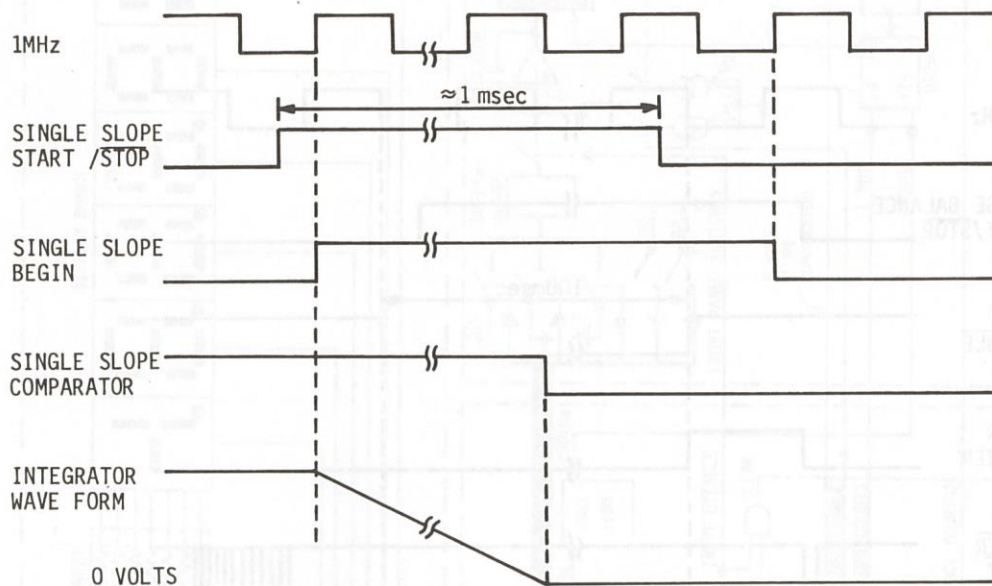 1MHz
≈1 msec
SINGLE SLOPE
START /STOP
SINGLE SLOPE
BEGIN
SINGLE SLOPE
COMPARATOR
INTEGRATOR
WAVE FORM
0 VOLTS